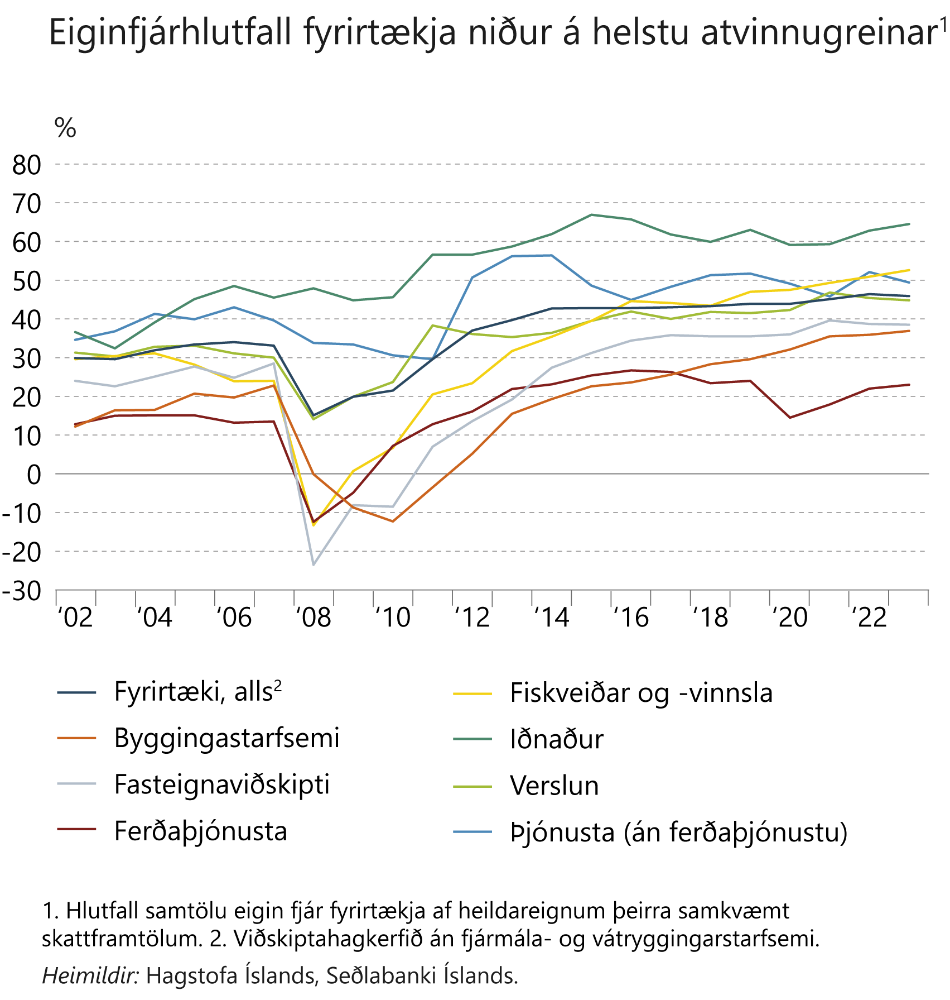 Eiginfjárhlutfall fyrirtækja niður á helstu atvinnugreinar¹
%
80
70
60
50
40
30
20
10
0
-10
-20
-30
‘02 ‘04 ‘06 ‘08 ‘10 ‘12 ‘14 ‘16 ‘18 ‘20 ‘22
Fyrirtæki, alls²
Byggingastarfsemi
Fasteignaviðskipti
Ferðaþjónusta
Fiskveiðar og -vinnsla
Iðnaður
Verslun
Þjónusta (án ferðaþjónustu)
1. Hlutfall samtölu eigin fjár fyrirtækja af heildareignum þeirra samkvæmt
skattframtölum. 2. Viðskiptahagkerfið án fjármála- og vátryggingarstarfsemi.
Heimildir: Hagstofa Íslands, Seðlabanki Íslands.